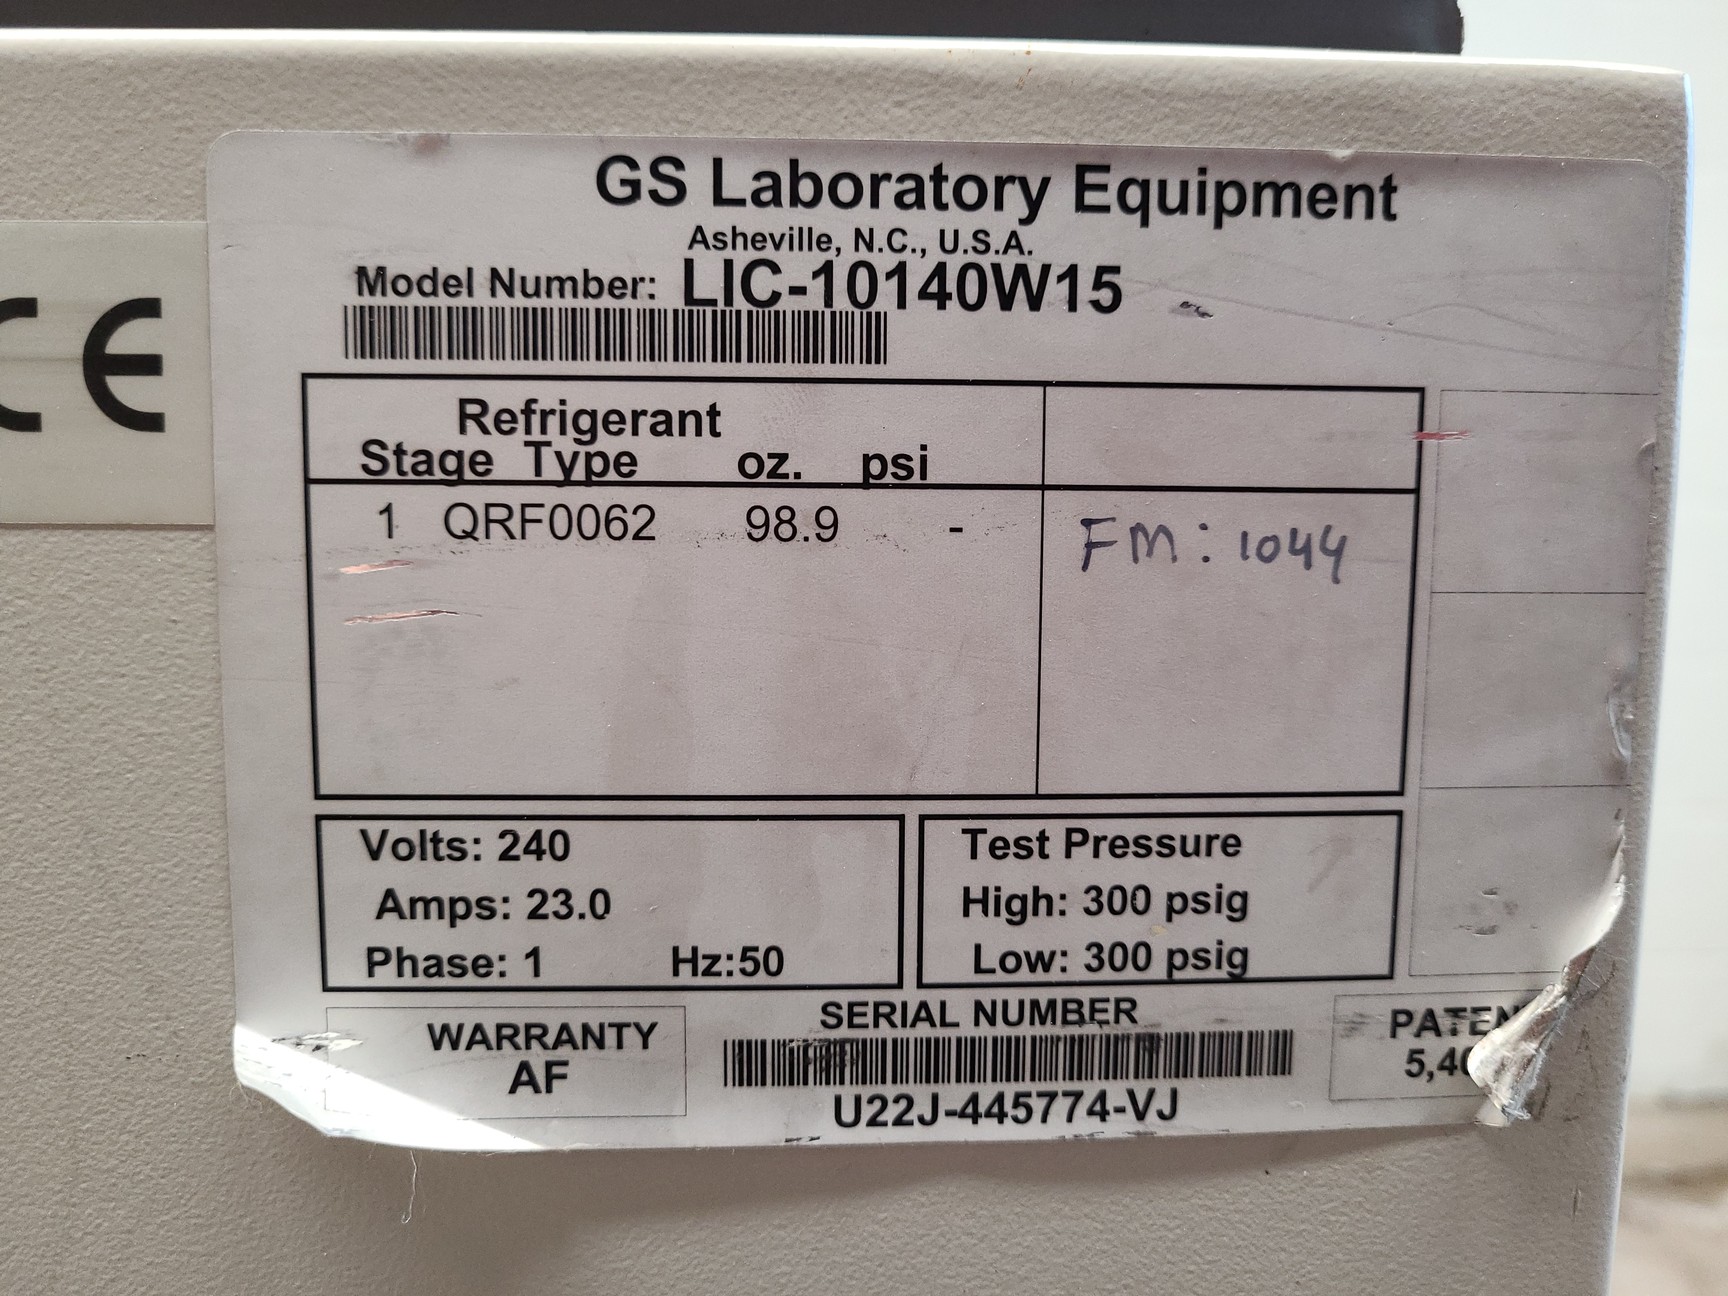 GS Laboratory Equipment
Asheville, N.C., U.S.A.
Model Number: LIC-10140W15
CE
Refrigerant
Stage Type oz. psi
1 QRF0062 98.9 -
FM: 1044
Volts: 240
Amps: 23.0
Phase: 1 Hz:50
Test Pressure
High: 300 psig
Low: 300 psig
WARRANTY
AF
SERIAL NUMBER
U22J-445774-VJ